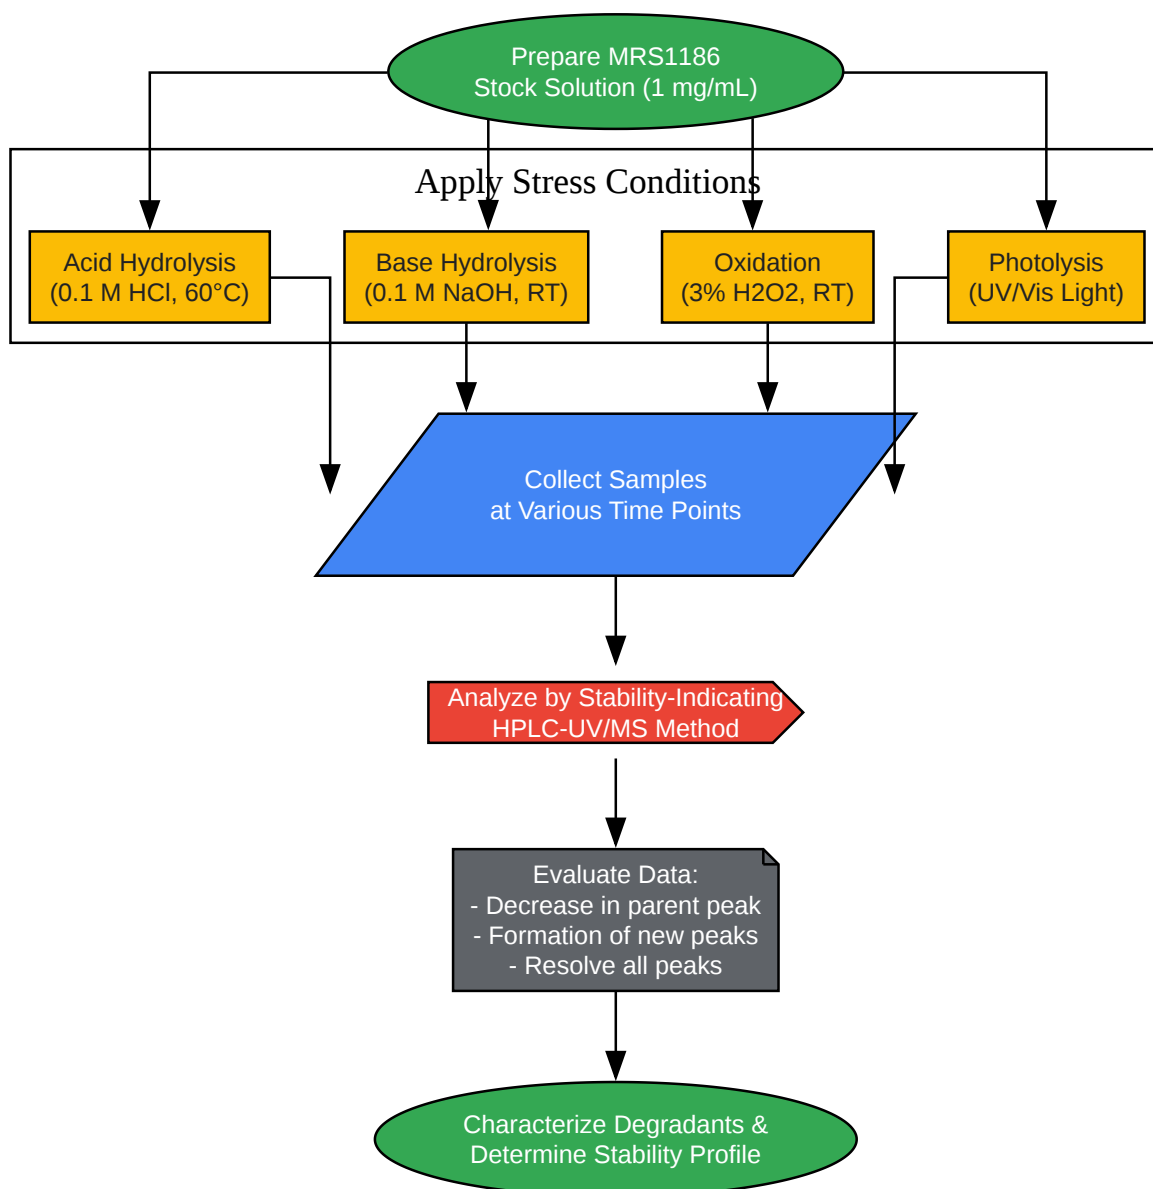 Prepare MRS1186
Stock Solution (1 mg/mL)
Apply Stress Conditions
Acid Hydrolysis
(0.1 M HCl, 60°C)
Base Hydrolysis
(0.1 M NaOH, RT)
Oxidation
(3% H2O2, RT)
Photolysis
(UV/Vis Light)
Collect Samples
at Various Time Points
Analyze by Stability-Indicating
HPLC-UV/MS Method
Evaluate Data:
- Decrease in parent peak
- Formation of new peaks
- Resolve all peaks
Characterize Degradants &
Determine Stability Profile